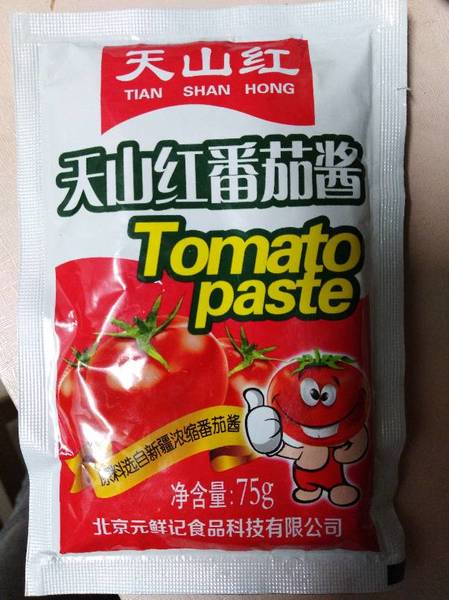 天山红
TIAN SHAN HONG
天山红番茄酱
Tomato
paste
原料选自新疆浓缩番茄酱
净含量:75g
北京元鲜记食品科技有限公司